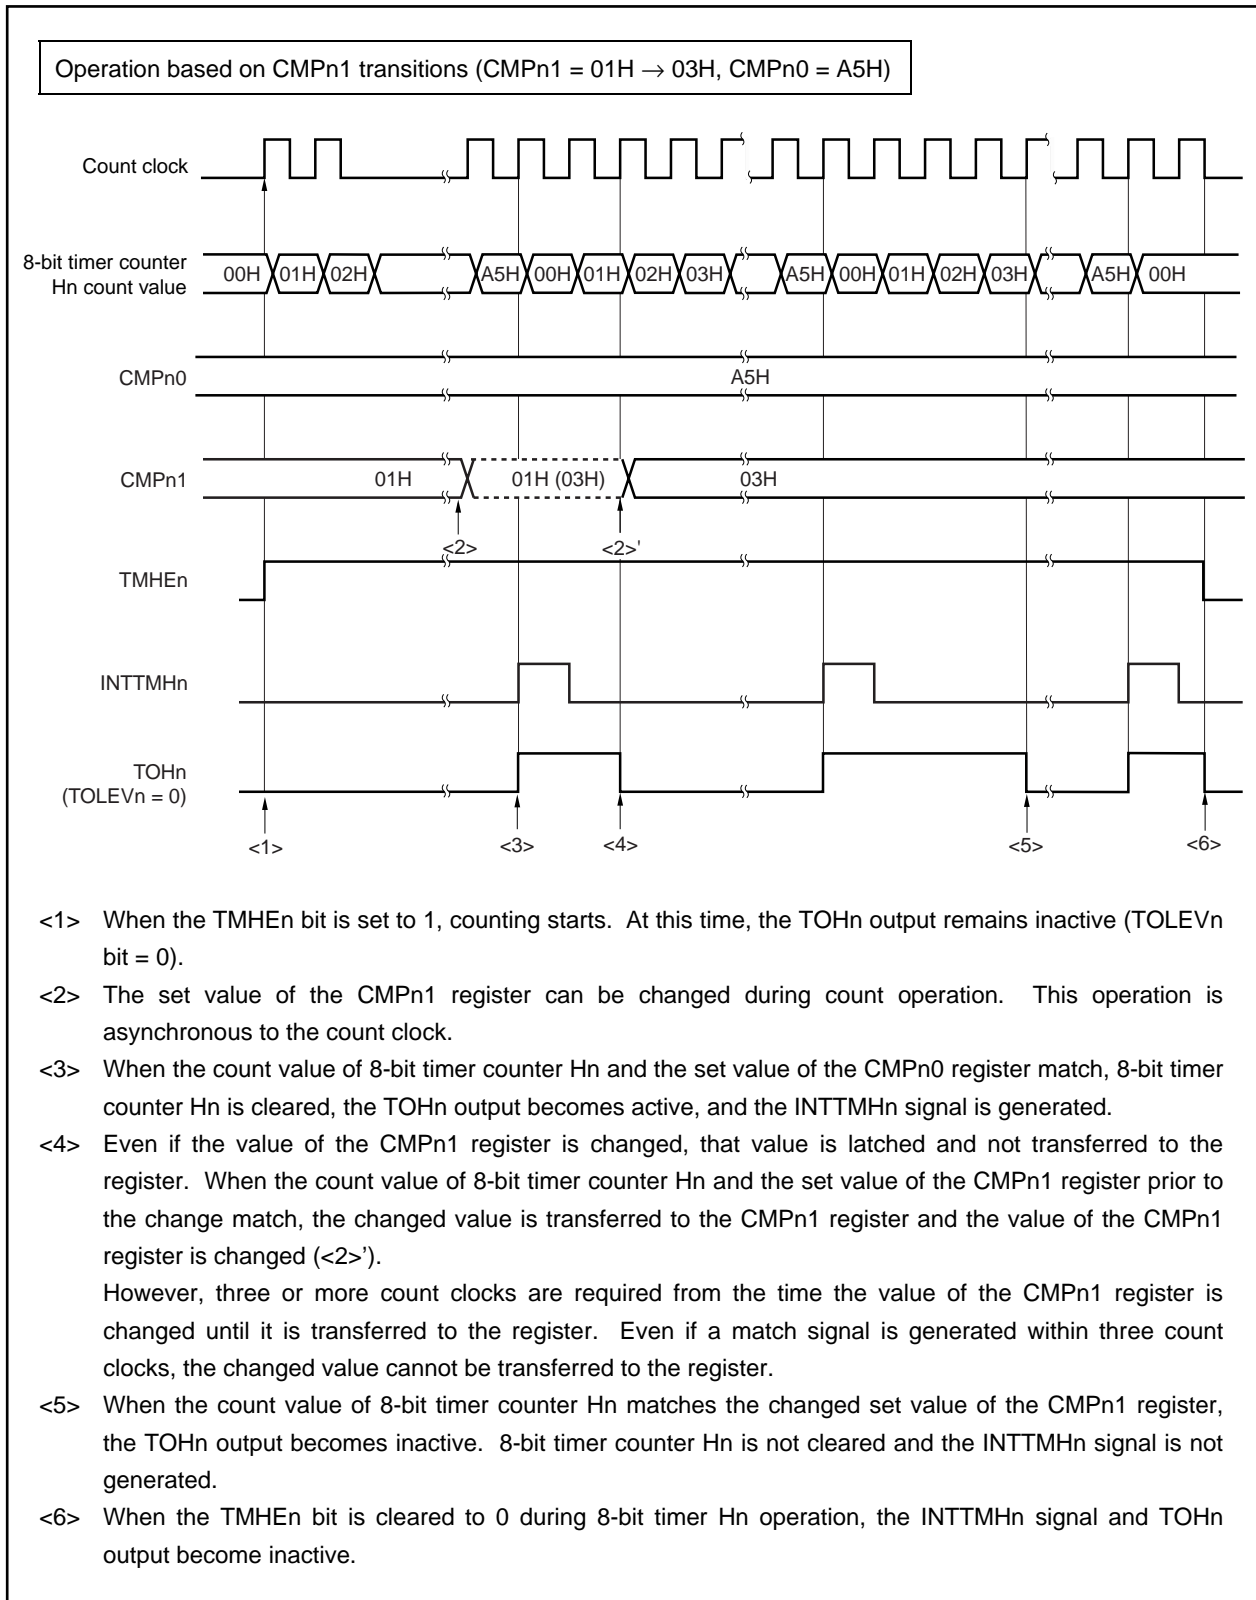 Operation based on CMPn1 transitions (CMPn1 = 01H → 03H, CMPn0 = A5H)
Count clock
8-bit timer counter
Hn count value
00H 01H 02H A5H 00H 01H 02H 03H A5H 00H 01H 02H 03H A5H 00H
CMPn0
A5H
CMPn1
01H 01H (03H) 03H
<2> <2>'
TMHEn
INTTMHn
TOHn
(TOLEVn = 0)
<1> <3> <4> <5> <6>
<1> When the TMHEn bit is set to 1, counting starts. At this time, the TOHn output remains inactive (TOLEVn
bit = 0).
<2> The set value of the CMPn1 register can be changed during count operation. This operation is
asynchronous to the count clock.
<3> When the count value of 8-bit timer counter Hn and the set value of the CMPn0 register match, 8-bit timer
counter Hn is cleared, the TOHn output becomes active, and the INTTMHn signal is generated.
<4> Even if the value of the CMPn1 register is changed, that value is latched and not transferred to the
register. When the count value of 8-bit timer counter Hn and the set value of the CMPn1 register prior to
the change match, the changed value is transferred to the CMPn1 register and the value of the CMPn1
register is changed (<2>').
However, three or more count clocks are required from the time the value of the CMPn1 register is
changed until it is transferred to the register. Even if a match signal is generated within three count
clocks, the changed value cannot be transferred to the register.
<5> When the count value of 8-bit timer counter Hn matches the changed set value of the CMPn1 register,
the TOHn output becomes inactive. 8-bit timer counter Hn is not cleared and the INTTMHn signal is not
generated.
<6> When the TMHEn bit is cleared to 0 during 8-bit timer Hn operation, the INTTMHn signal and TOHn
output become inactive.